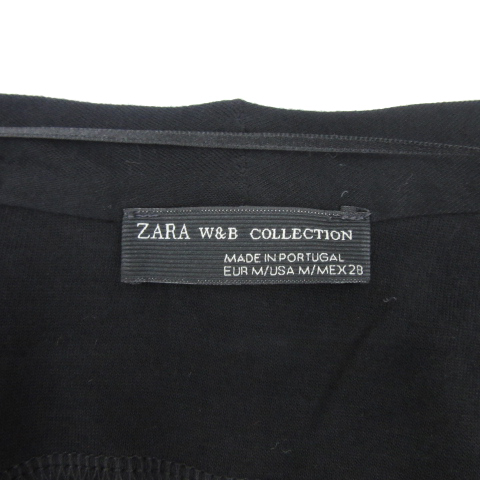 ZARA W&B COLLECTION
MADE IN PORTUGAL
EUR M/USA M/MEX 28